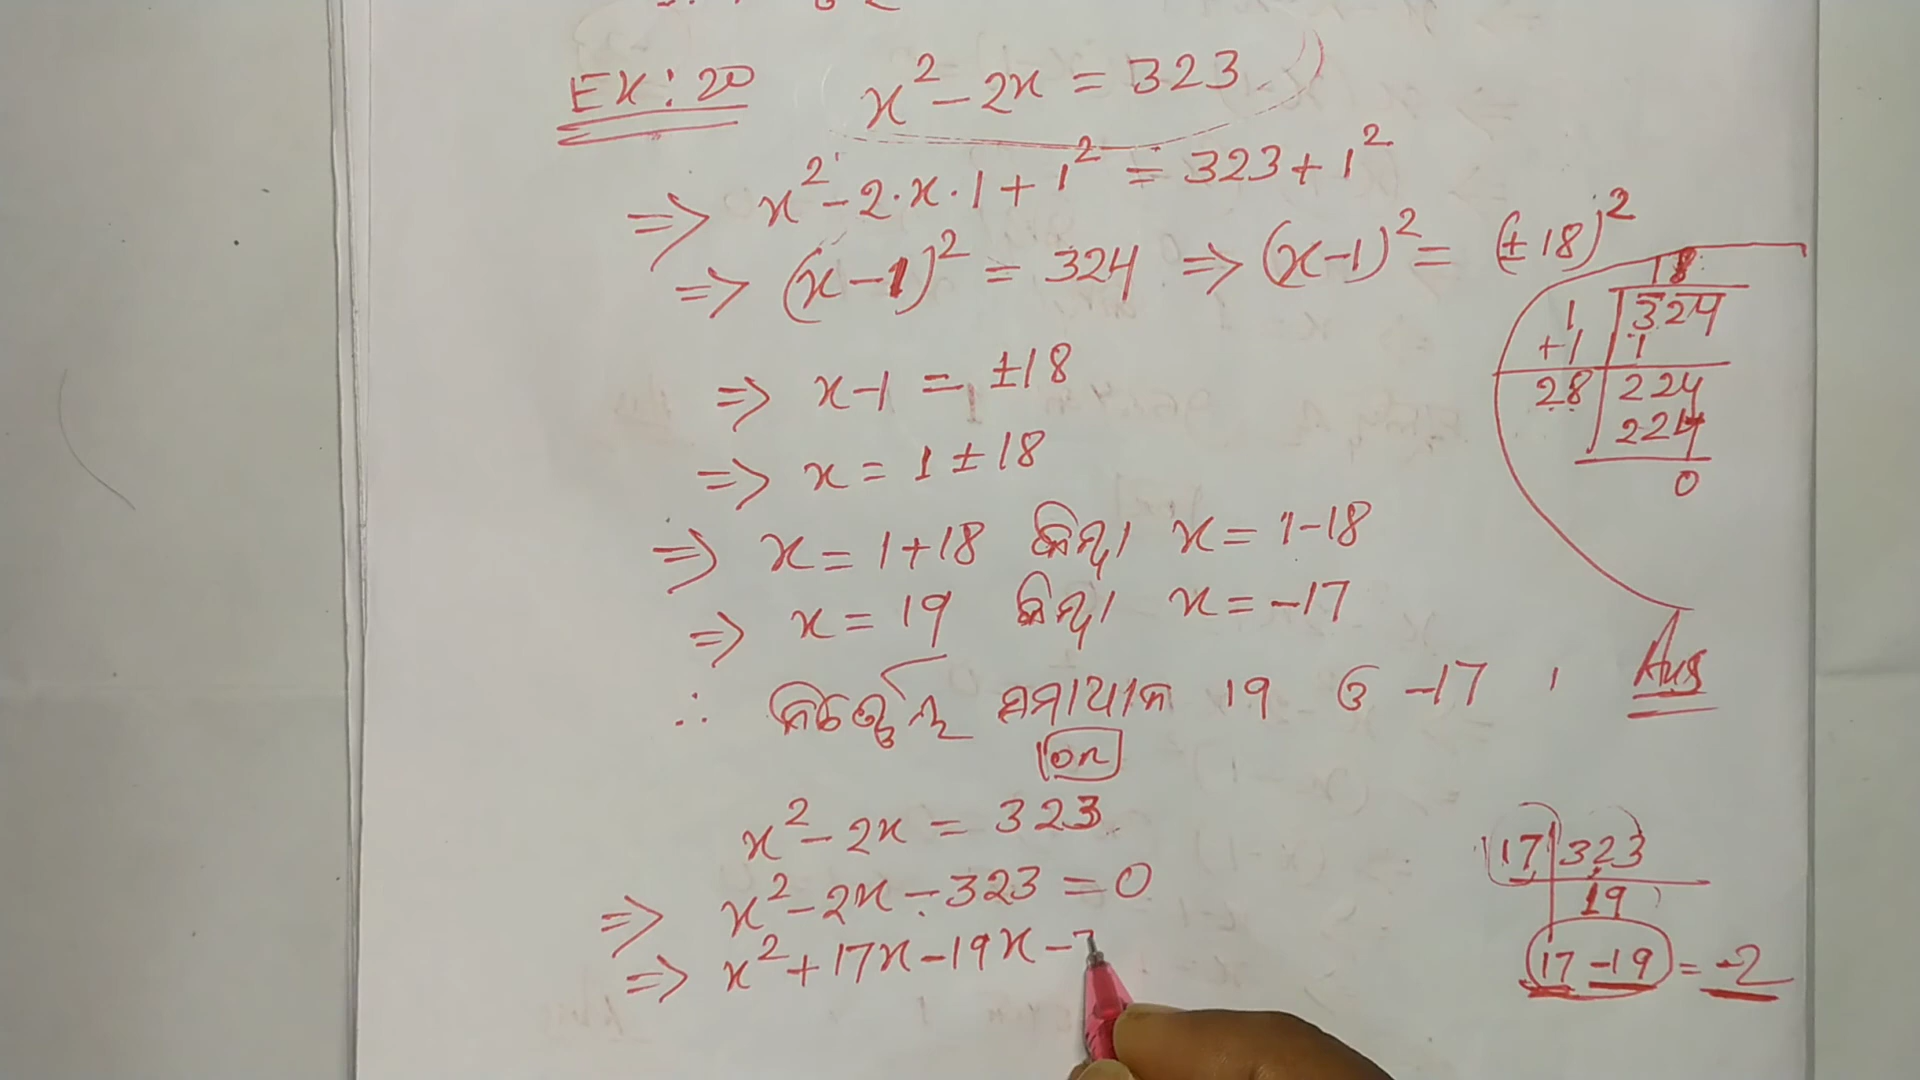 EX: 20 x² - 2x = 323
⇒ x² - 2·x·1 + 1² = 323 + 1²
⇒ (x-1)² = 324 ⇒ (x-1)² = (±18)²
⇒ x-1 = ±18
⇒ x = 1 ± 18
⇒ x = 1+18 କିମ୍ବା x = 1-18
⇒ x = 19 କିମ୍ବା x = -17
∴ ନିର୍ଣ୍ଣେୟ ସମାଧାନ 19 ଓ -17 । Ans
18
1 324
+1 1
28 224
224
0
or
x² - 2x = 323
⇒ x² - 2x - 323 = 0
⇒ x² + 17x - 19x -
17 323
19
17 - 19 = -2